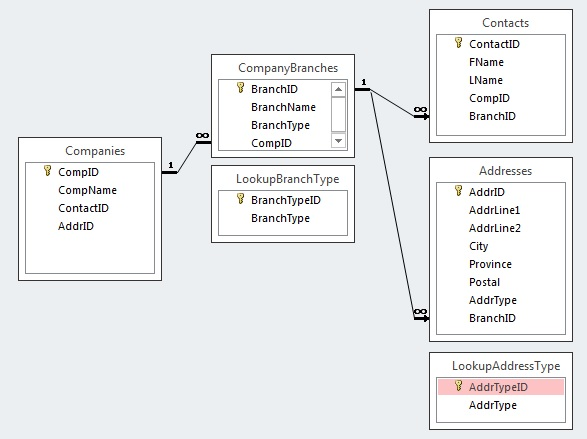 Contacts
ContactID
FName
LName
CompID
BranchID
CompanyBranches
BranchID
BranchName
BranchType
CompID
1
∞
∞
Companies
CompID
CompName
ContactID
AddrID
1
∞
LookupBranchType
BranchTypeID
BranchType
Addresses
AddrID
AddrLine1
AddrLine2
City
Province
Postal
AddrType
BranchID
LookupAddressType
AddrTypeID
AddrType